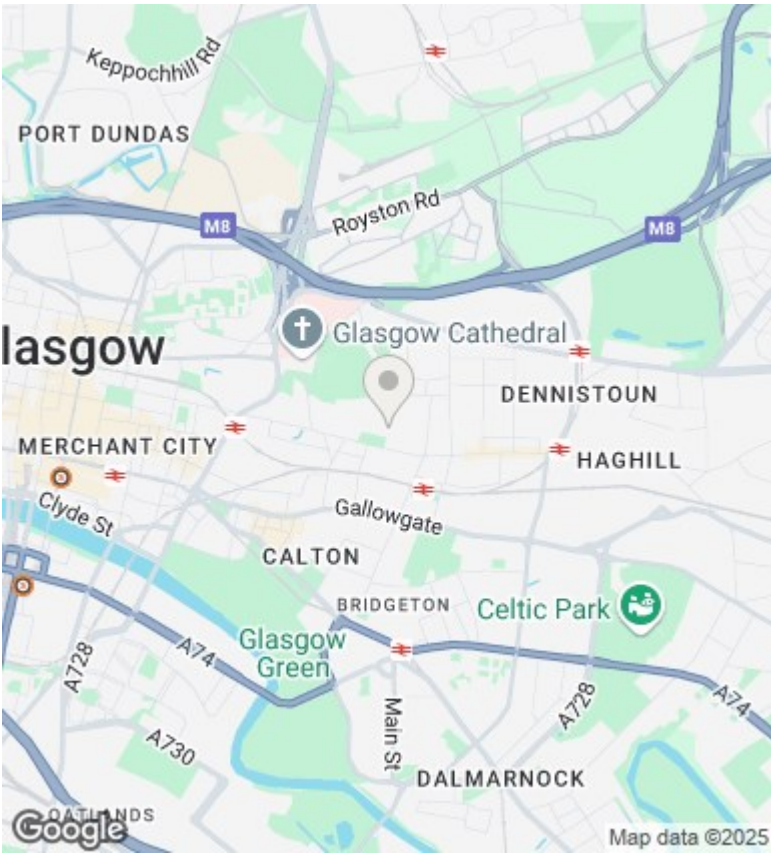 Keppochhill Rd
PORT DUNDAS
Royston Rd
M8
M8
lasgow
Glasgow Cathedral
DENNISTOUN
MERCHANT CITY
HAGHILL
Clyde St
Gallowgate
CALTON
BRIDGETON
Celtic Park
Glasgow
Green
A74
A728
Main St
A728
A74
A730
DALMARNOCK
OATLANDS
Google
Map data ©2025